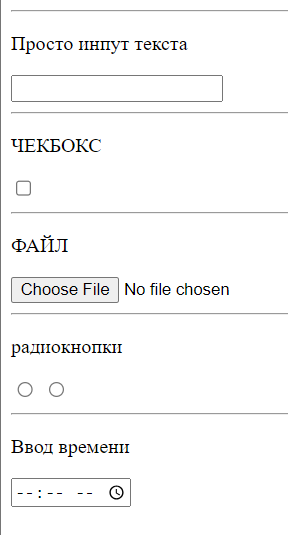 Просто инпут текста
ЧЕКБОКС
ФАЙЛ
Choose File No file chosen
радиокнопки
Ввод времени
--:-- --